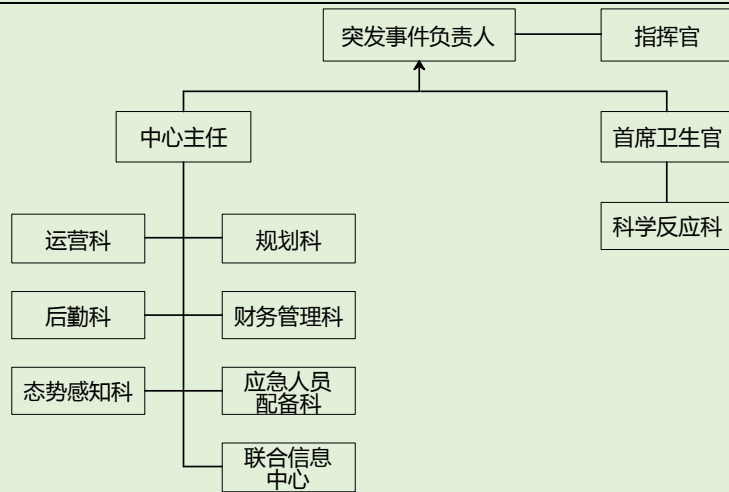 突发事件负责人
指挥官
中心主任
首席卫生官
科学反应科
运营科
规划科
后勤科
财务管理科
态势感知科
应急人员
配备科
联合信息
中心